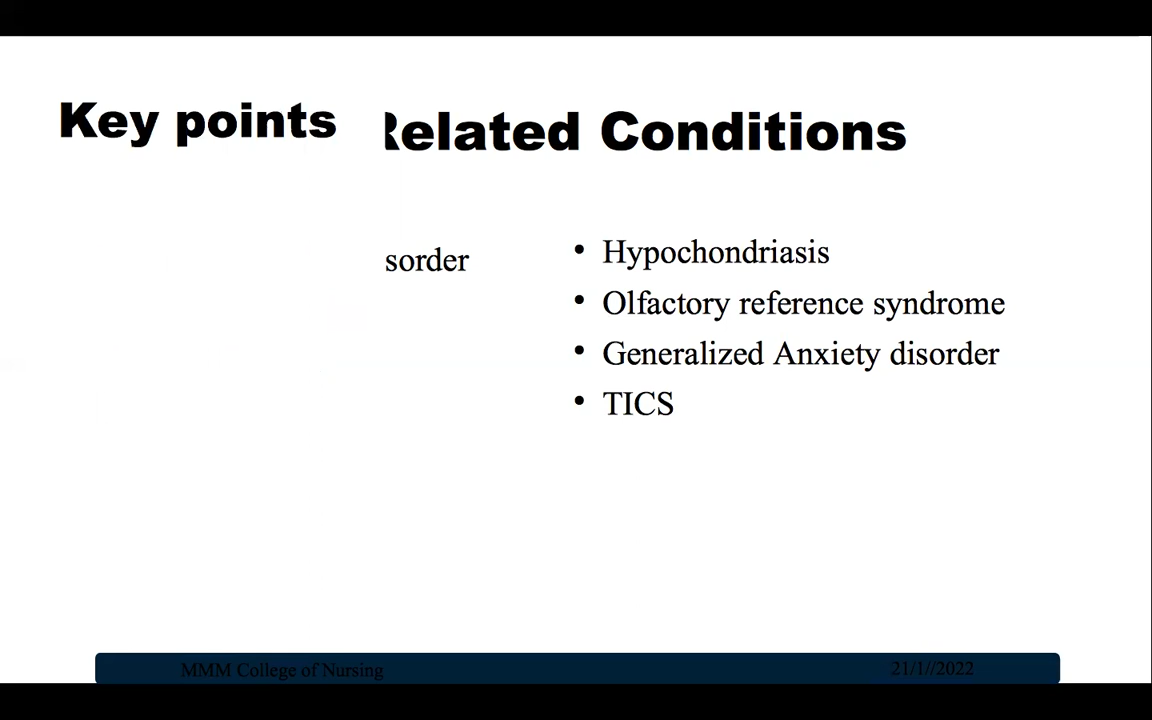 Key points
Related Conditions
sorder
• Hypochondriasis
• Olfactory reference syndrome
• Generalized Anxiety disorder
• TICS
MMM College of Nursing
21/1//2022